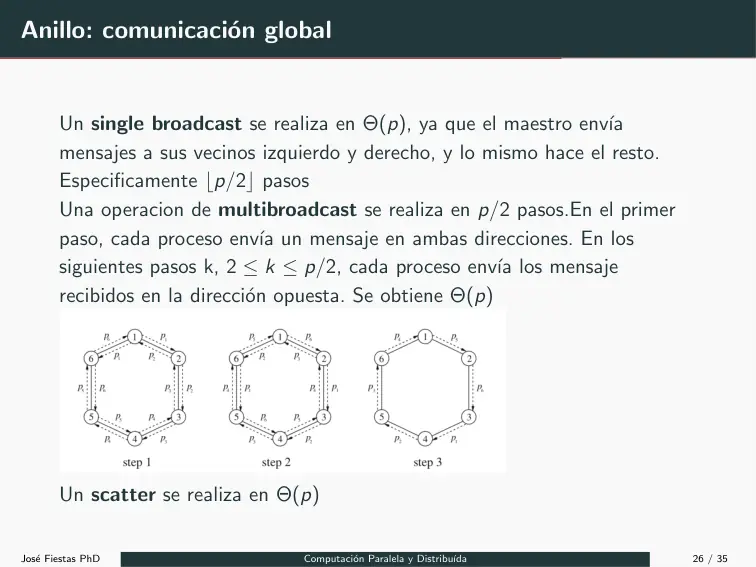 Anillo: comunicación global
Un single broadcast se realiza en Θ(p), ya que el maestro envía
mensajes a sus vecinos izquierdo y derecho, y lo mismo hace el resto.
Especificamente ⌊p/2⌋ pasos
Una operacion de multibroadcast se realiza en p/2 pasos.En el primer
paso, cada proceso envía un mensaje en ambas direcciones. En los
siguientes pasos k, 2 ≤ k ≤ p/2, cada proceso envía los mensaje
recibidos en la dirección opuesta. Se obtiene Θ(p)
1
1
1
6
2
6
2
6
2
5
3
5
3
5
3
4
4
4
step 1
step 2
step 3
Un scatter se realiza en Θ(p)
José Fiestas PhD
Computación Paralela y Distribuída
26 / 35